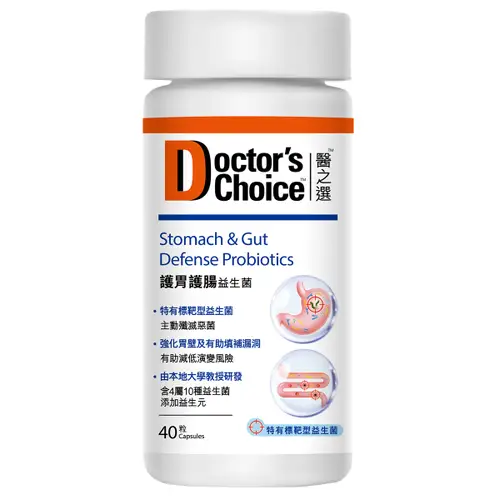 Doctor's
Choice™
醫之選™
Stomach & Gut
Defense Probiotics
護胃護腸益生菌
• 特有標靶型益生菌
主動殲滅惡菌
• 強化胃壁及有助填補漏洞
有助減低演變風險
• 由本地大學教授研發
含4屬10種益生菌
添加益生元
40粒
Capsules
特有標靶型益生菌